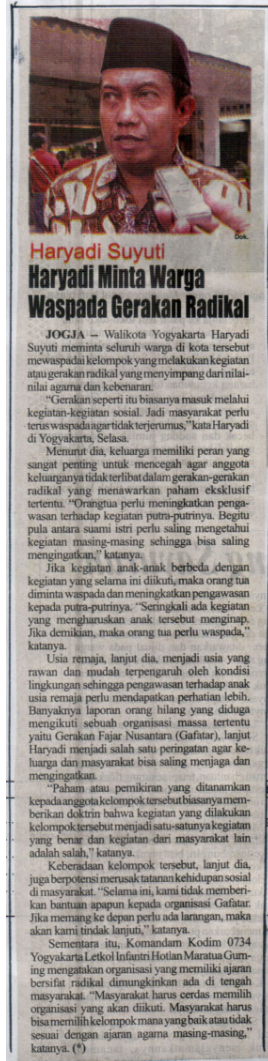 Dok.
Haryadi Suyuti
Haryadi Minta Warga
Waspada Gerakan Radikal
JOGJA – Walikota Yogyakarta Haryadi
Suyuti meminta seluruh warga di kota tersebut
mewaspadai kelompok yang melakukan kegiatan
atau gerakan radikal yang menyimpang dari nilai-
nilai agama dan kebenaran.
"Gerakan seperti itu biasanya masuk melalui
kegiatan-kegiatan sosial. Jadi masyarakat perlu
terus waspada agar tidak terjerumus," kata Haryadi
di Yogyakarta, Selasa.
Menurut dia, keluarga memiliki peran yang
sangat penting untuk mencegah agar anggota
keluarganya tidak terlibat dalam gerakan-gerakan
radikal yang menawarkan paham eksklusif
tertentu. "Orangtua perlu meningkatkan penga-
wasan terhadap kegiatan putra-putrinya. Begitu
pula antara suami istri perlu saling mengetahui
kegiatan masing-masing sehingga bisa saling
mengingatkan," katanya.
Jika kegiatan anak-anak berbeda dengan
kegiatan yang selama ini diikuti, maka orang tua
diminta waspada dan meningkatkan pengawasan
kepada putra-putrinya. "Seringkali ada kegiatan
yang mengharuskan anak tersebut menginap.
Jika demikian, maka orang tua perlu waspada,"
katanya.
Usia remaja, lanjut dia, menjadi usia yang
rawan dan mudah terpengaruh oleh kondisi
lingkungan sehingga pengawasan terhadap anak
usia remaja perlu mendapatkan perhatian lebih.
Banyaknya laporan orang hilang yang diduga
mengikuti sebuah organisasi massa tertentu
yaitu Gerakan Fajar Nusantara (Gafatar), lanjut
Haryadi menjadi salah satu peringatan agar ke-
luarga dan masyarakat bisa saling menjaga dan
mengingatkan.
"Paham atau pemikiran yang ditanamkan
kepada anggota kelompok tersebut biasanya mem-
berikan doktrin bahwa kegiatan yang dilakukan
kelompok tersebut menjadi satu-satunya kegiatan
yang benar dan kegiatan dari masyarakat lain
adalah salah," katanya.
Keberadaan kelompok tersebut, lanjut dia,
juga berpotensi merusak tatanan kehidupan sosial
di masyarakat. "Selama ini, kami tidak memberi-
kan bantuan apapun kepada organisasi Gafatar.
Jika memang ke depan perlu ada larangan, maka
akan kami tindak lanjuti," katanya.
Sementara itu, Komandam Kodim 0734
Yogyakarta Letkol Infantri Hotlan Maratua Gurn-
ing mengatakan organisasi yang memiliki ajaran
bersifat radikal dimungkinkan ada di tengah
masyarakat. "Masyarakat harus cerdas memilih
organisasi yang akan diikuti. Masyarakat harus
bisa memilih kelompok mana yang baik atau tidak
sesuai dengan ajaran agama masing-masing,"
katanya. (*)